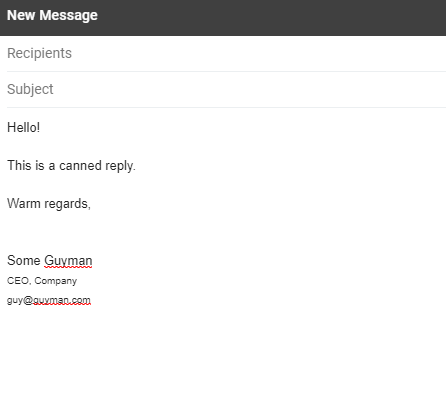 New Message
Recipients
Subject
Hello!
This is a canned reply.
Warm regards,
Some Guyman
CEO, Company
guy@guyman.com